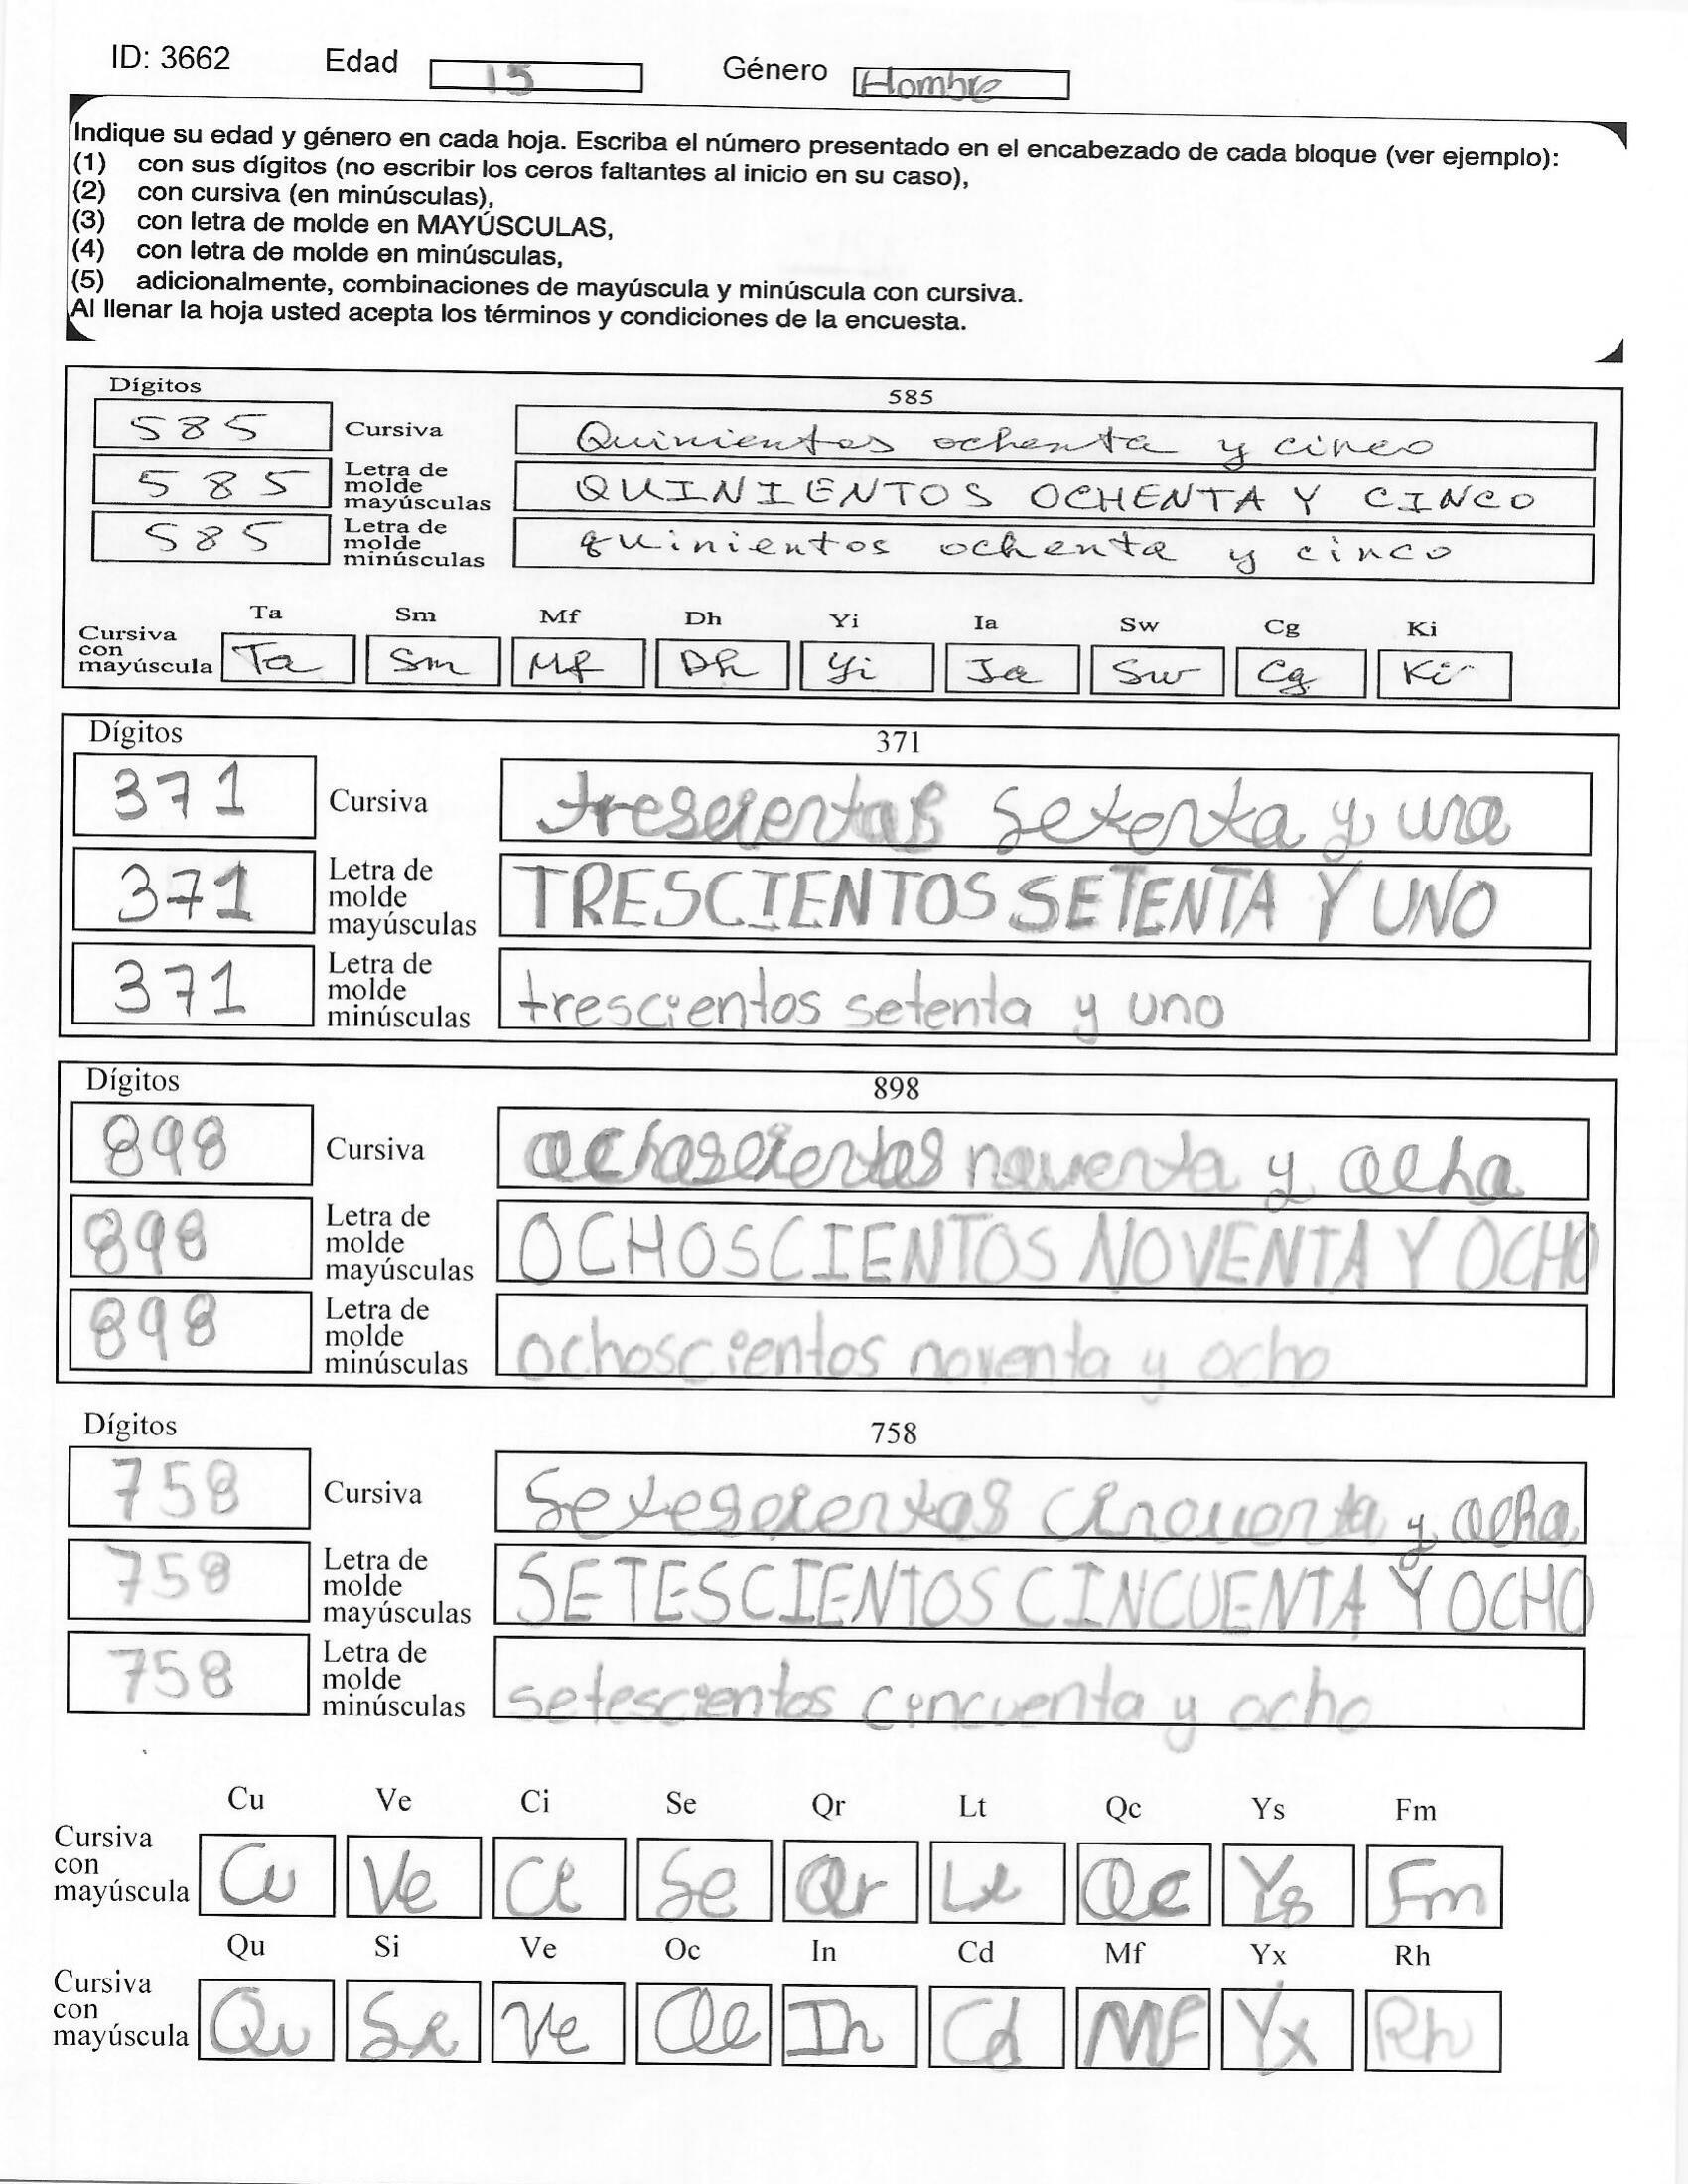 ID: 3662 Edad 15 Género Hombre
Indique su edad y género en cada hoja. Escriba el número presentado en el encabezado de cada bloque (ver ejemplo):
(1) con sus dígitos (no escribir los ceros faltantes al inicio en su caso),
(2) con cursiva (en minúsculas),
(3) con letra de molde en MAYÚSCULAS,
(4) con letra de molde en minúsculas,
(5) adicionalmente, combinaciones de mayúscula y minúscula con cursiva.
Al llenar la hoja usted acepta los términos y condiciones de la encuesta.
Dígitos 585
585 Cursiva Quinientos ochenta y cinco
585 Letra de molde mayúsculas QUINIENTOS OCHENTA Y CINCO
585 Letra de molde minúsculas quinientos ochenta y cinco
Ta Sm Mf Dh Yi Ia Sw Cg Ki
Cursiva con mayúscula Ta Sm Mf Dh Yi Ia Sw Cg Ki
Dígitos 371
371 Cursiva trescientos setenta y uno
371 Letra de molde mayúsculas TRESCIENTOS SETENTA Y UNO
371 Letra de molde minúsculas trescientos setenta y uno
Dígitos 898
898 Cursiva ochoscientos noventa y ocho
898 Letra de molde mayúsculas OCHOSCIENTOS NOVENTA Y OCHO
898 Letra de molde minúsculas ochoscientos noventa y ocho
Dígitos 758
758 Cursiva Setescientos cincuenta y ocho
758 Letra de molde mayúsculas SETESCIENTOS CINCUENTA Y OCHO
758 Letra de molde minúsculas setescientos cincuenta y ocho
Cu Ve Ci Se Qr Lt Qc Ys Fm
Cursiva con mayúscula Cu Ve Ci Se Qr Lt Qc Ys Fm
Qu Si Ve Oc In Cd Mf Yx Rh
Cursiva con mayúscula Qu Si Ve Oc In Cd Mf Yx Rh